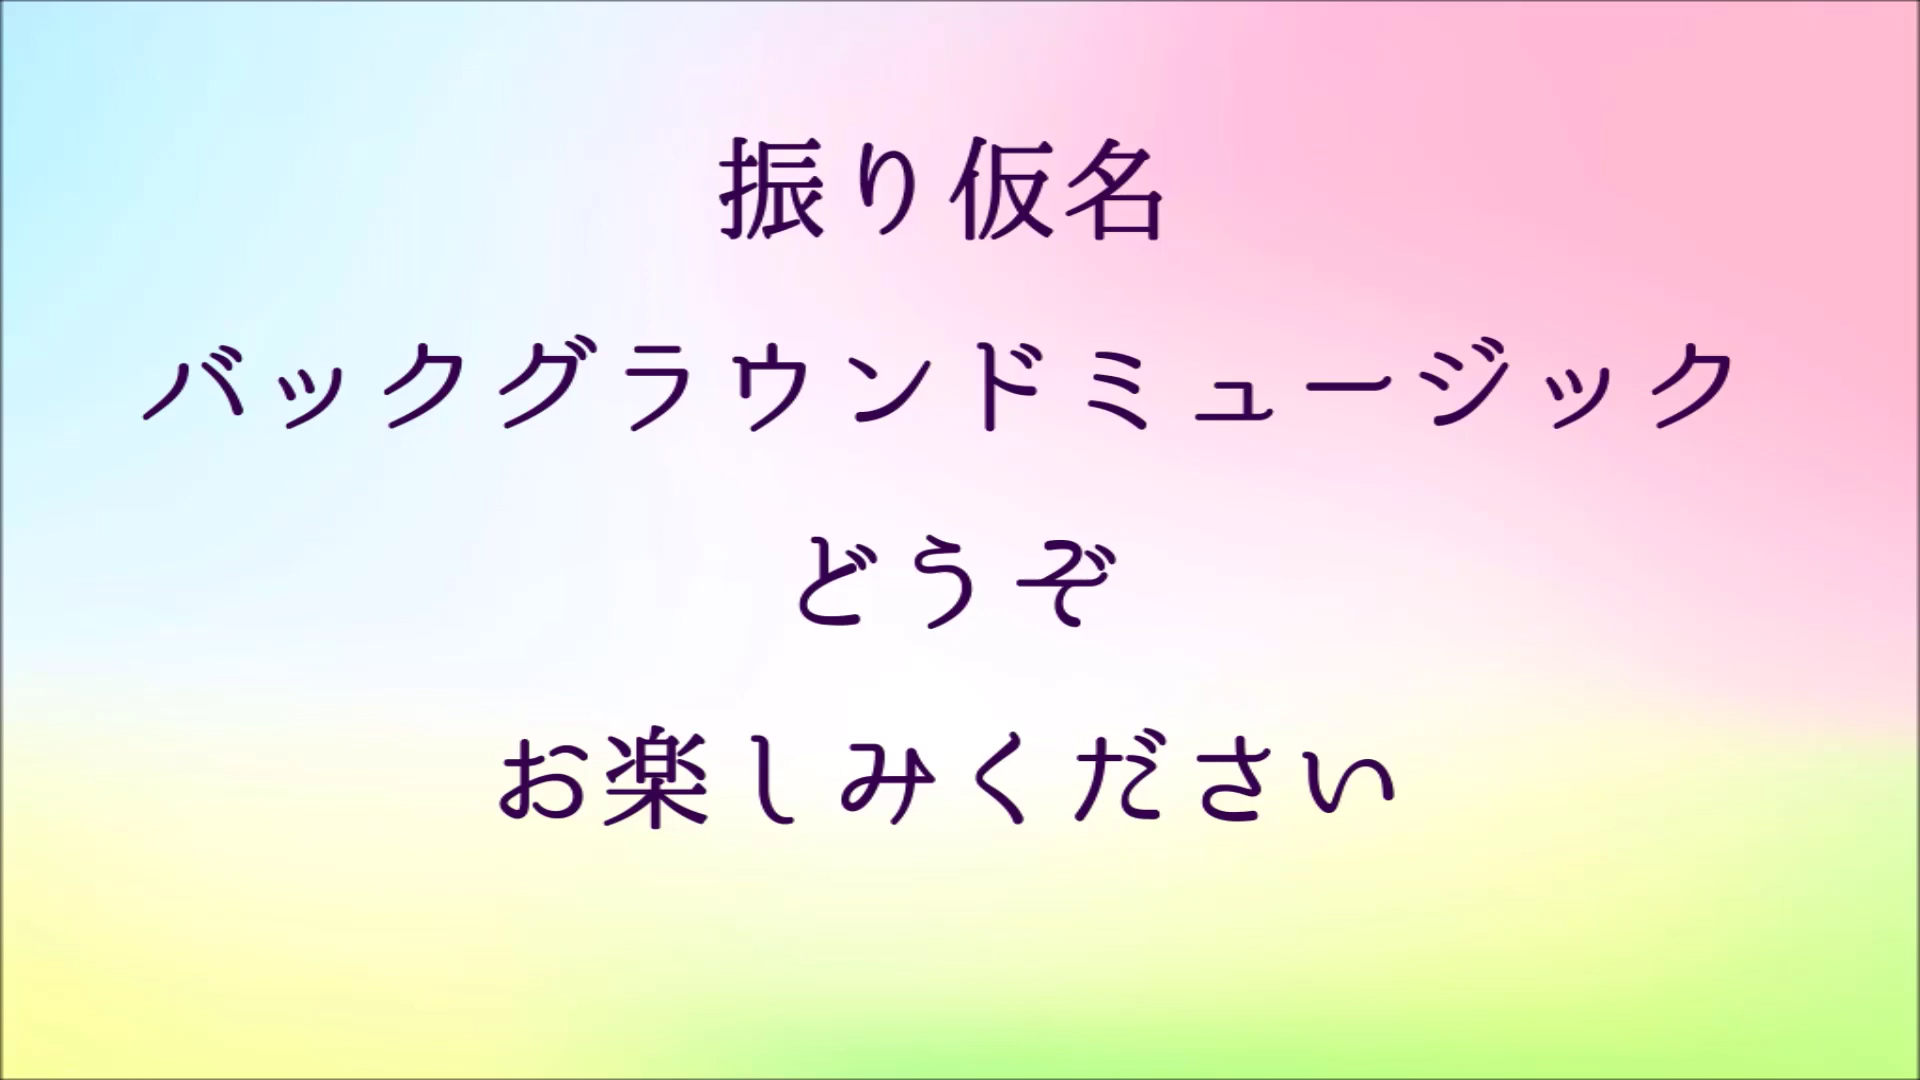 振り仮名
バックグラウンドミュージック
どうぞ
お楽しみください